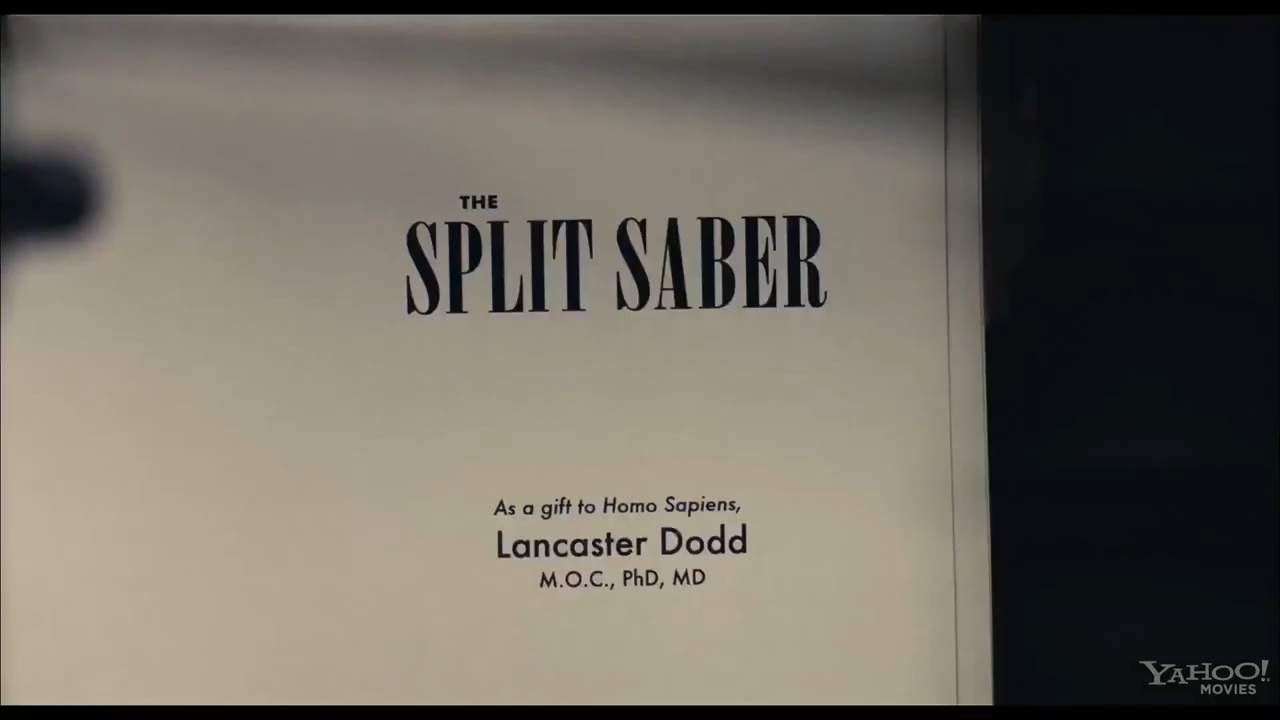 THE
SPLIT SABER
As a gift to Homo Sapiens,
Lancaster Dodd
M.O.C., PhD, MD
YAHOO!
MOVIES